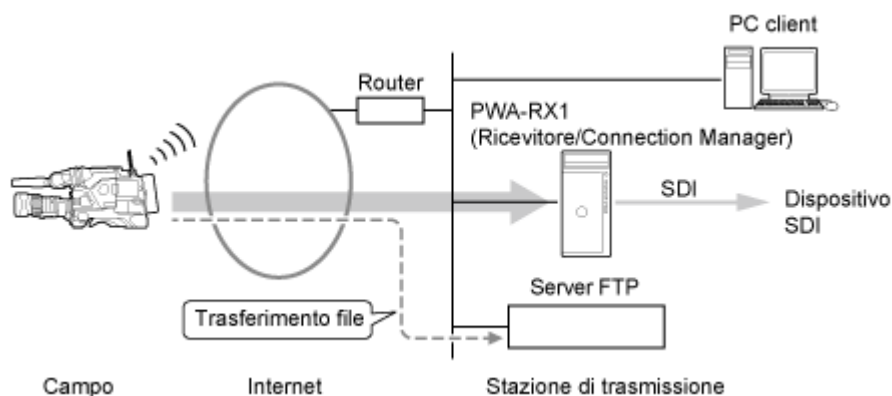 PC client
Router
PWA-RX1
(Ricevitore/Connection Manager)
SDI
Dispositivo
SDI
Server FTP
Trasferimento file
Campo
Internet
Stazione di trasmissione